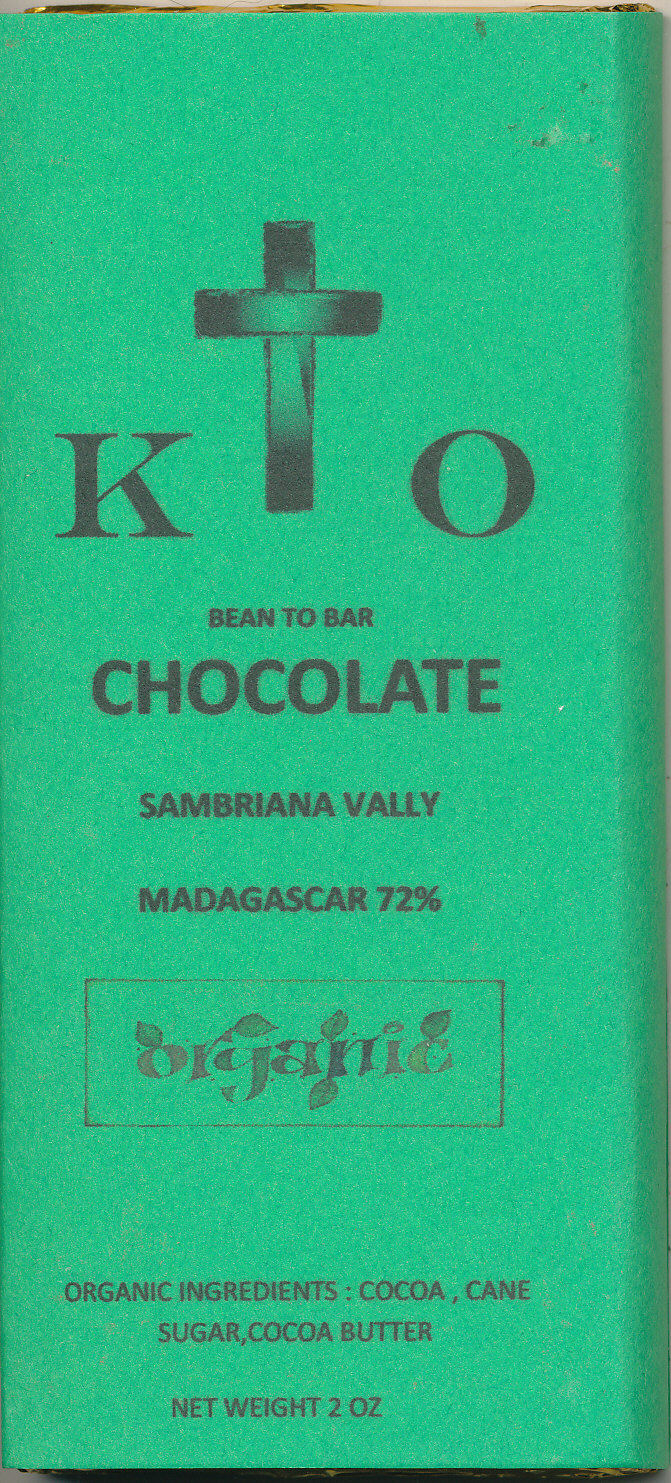 K O
BEAN TO BAR
CHOCOLATE
SAMBRIANA VALLY
MADAGASCAR 72%
organic
ORGANIC INGREDIENTS : COCOA , CANE
SUGAR,COCOA BUTTER
NET WEIGHT 2 OZ